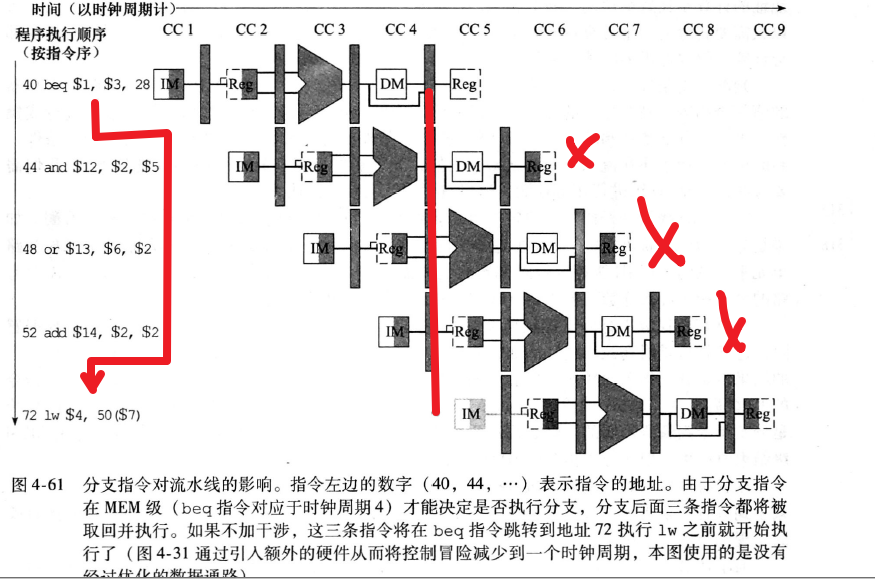 时间（以时钟周期计）
CC 1 CC 2 CC 3 CC 4 CC 5 CC 6 CC 7 CC 8 CC 9
程序执行顺序
（按指令序）
40 beq $1, $3, 28 IM Reg DM Reg
44 and $12, $2, $5 IM Reg DM Reg
48 or $13, $6, $2 IM Reg DM Reg
52 add $14, $2, $2 IM Reg DM Reg
72 lw $4, 50($7) IM Reg DM Reg
图 4-61 分支指令对流水线的影响。指令左边的数字（40，44，…）表示指令的地址。由于分支指令
在 MEM 级（beq 指令对应于时钟周期 4）才能决定是否执行分支，分支后面三条指令都将被
取回并执行。如果不加干涉，这三条指令将在 beq 指令跳转到地址 72 执行 lw 之前就开始执
行了（图 4-31 通过引入额外的硬件从而将控制冒险减少到一个时钟周期，本图使用的是没有
经过优化的数据通路）